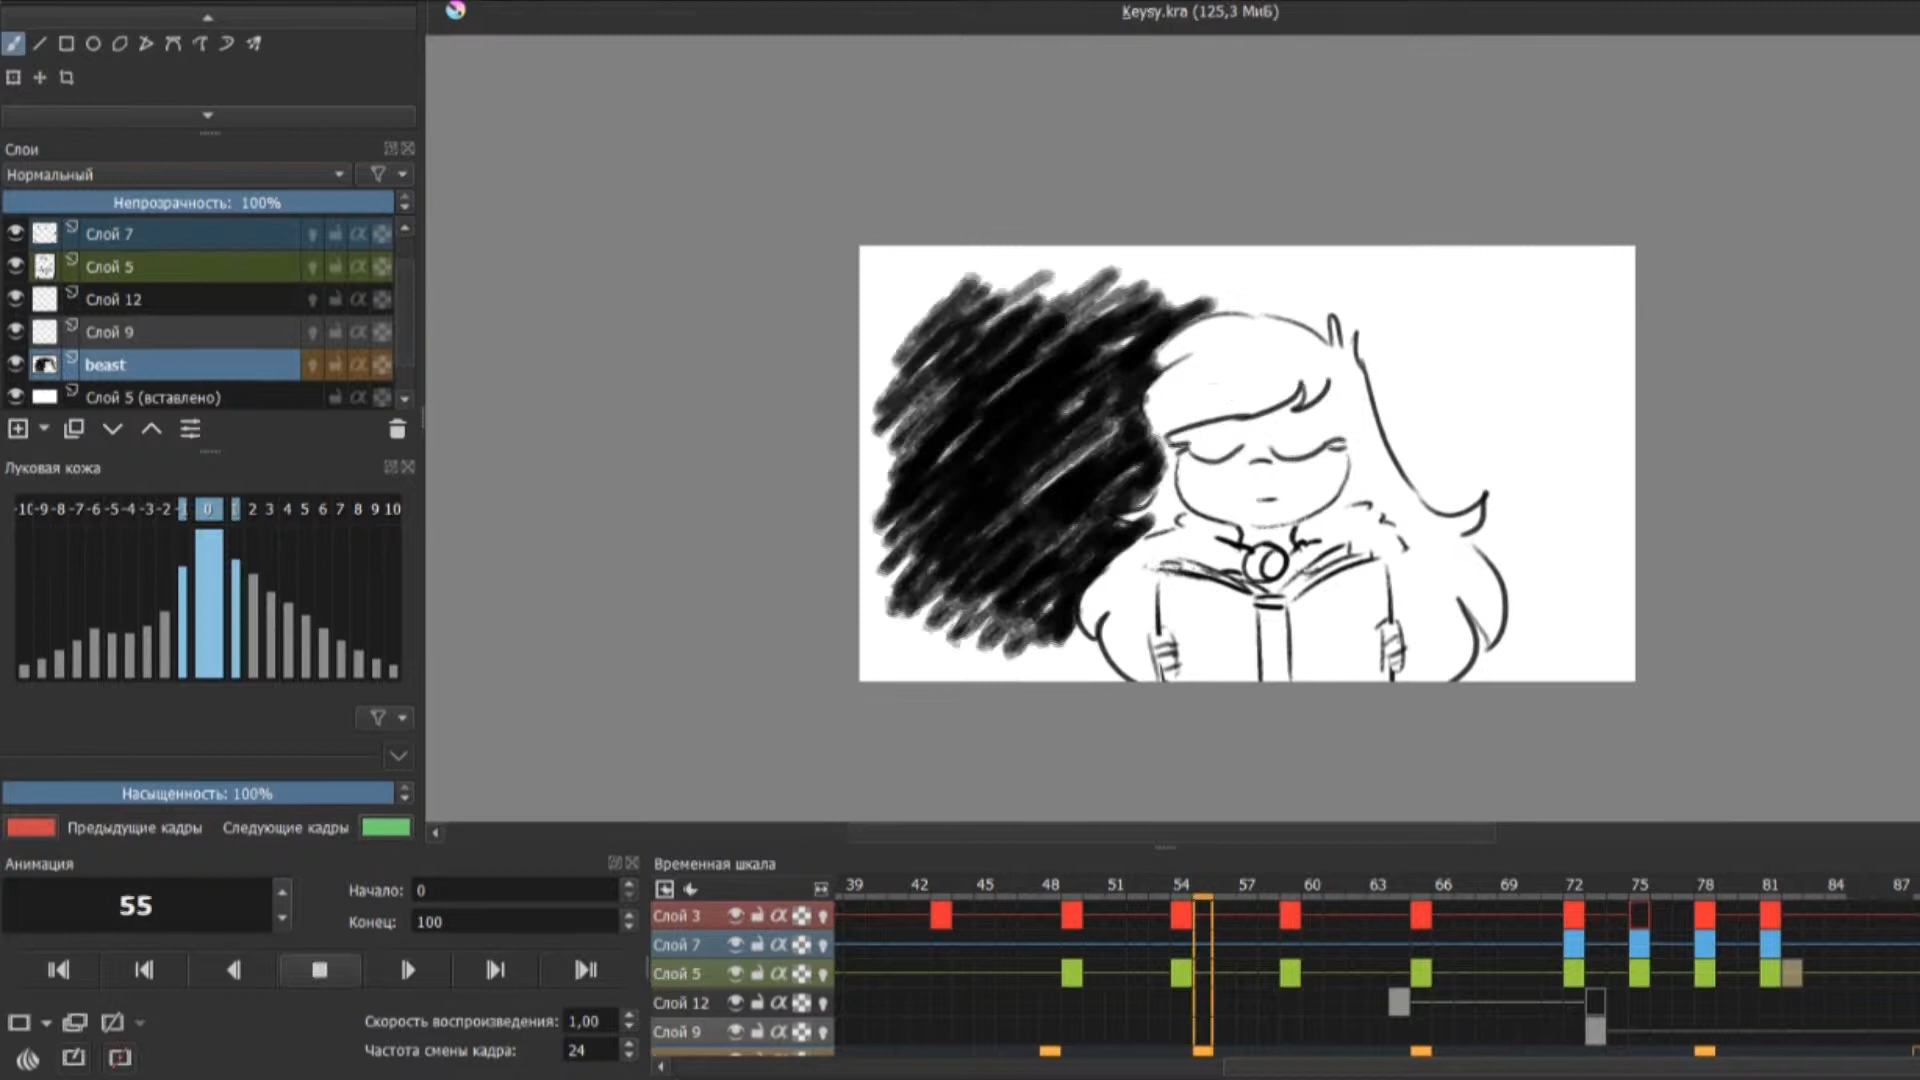 Keysy.kra (125,3 МиБ)
Слои
Нормальный
Непрозрачность: 100%
Слой 7
Слой 5
Слой 12
Слой 9
beast
Слой 5 (вставлено)
Луковая кожа
-10 -9 -8 -7 -6 -5 -4 -3 -2 -1 0 1 2 3 4 5 6 7 8 9 10
Насыщенность: 100%
Предыдущие кадры Следующие кадры
Анимация
55
Начало: 0
Конец: 100
Скорость воспроизведения: 1,00
Частота смены кадра: 24
Временная шкала
39 42 45 48 51 54 57 60 63 66 69 72 75 78 81 84 87
Слой 3
Слой 7
Слой 5
Слой 12
Слой 9